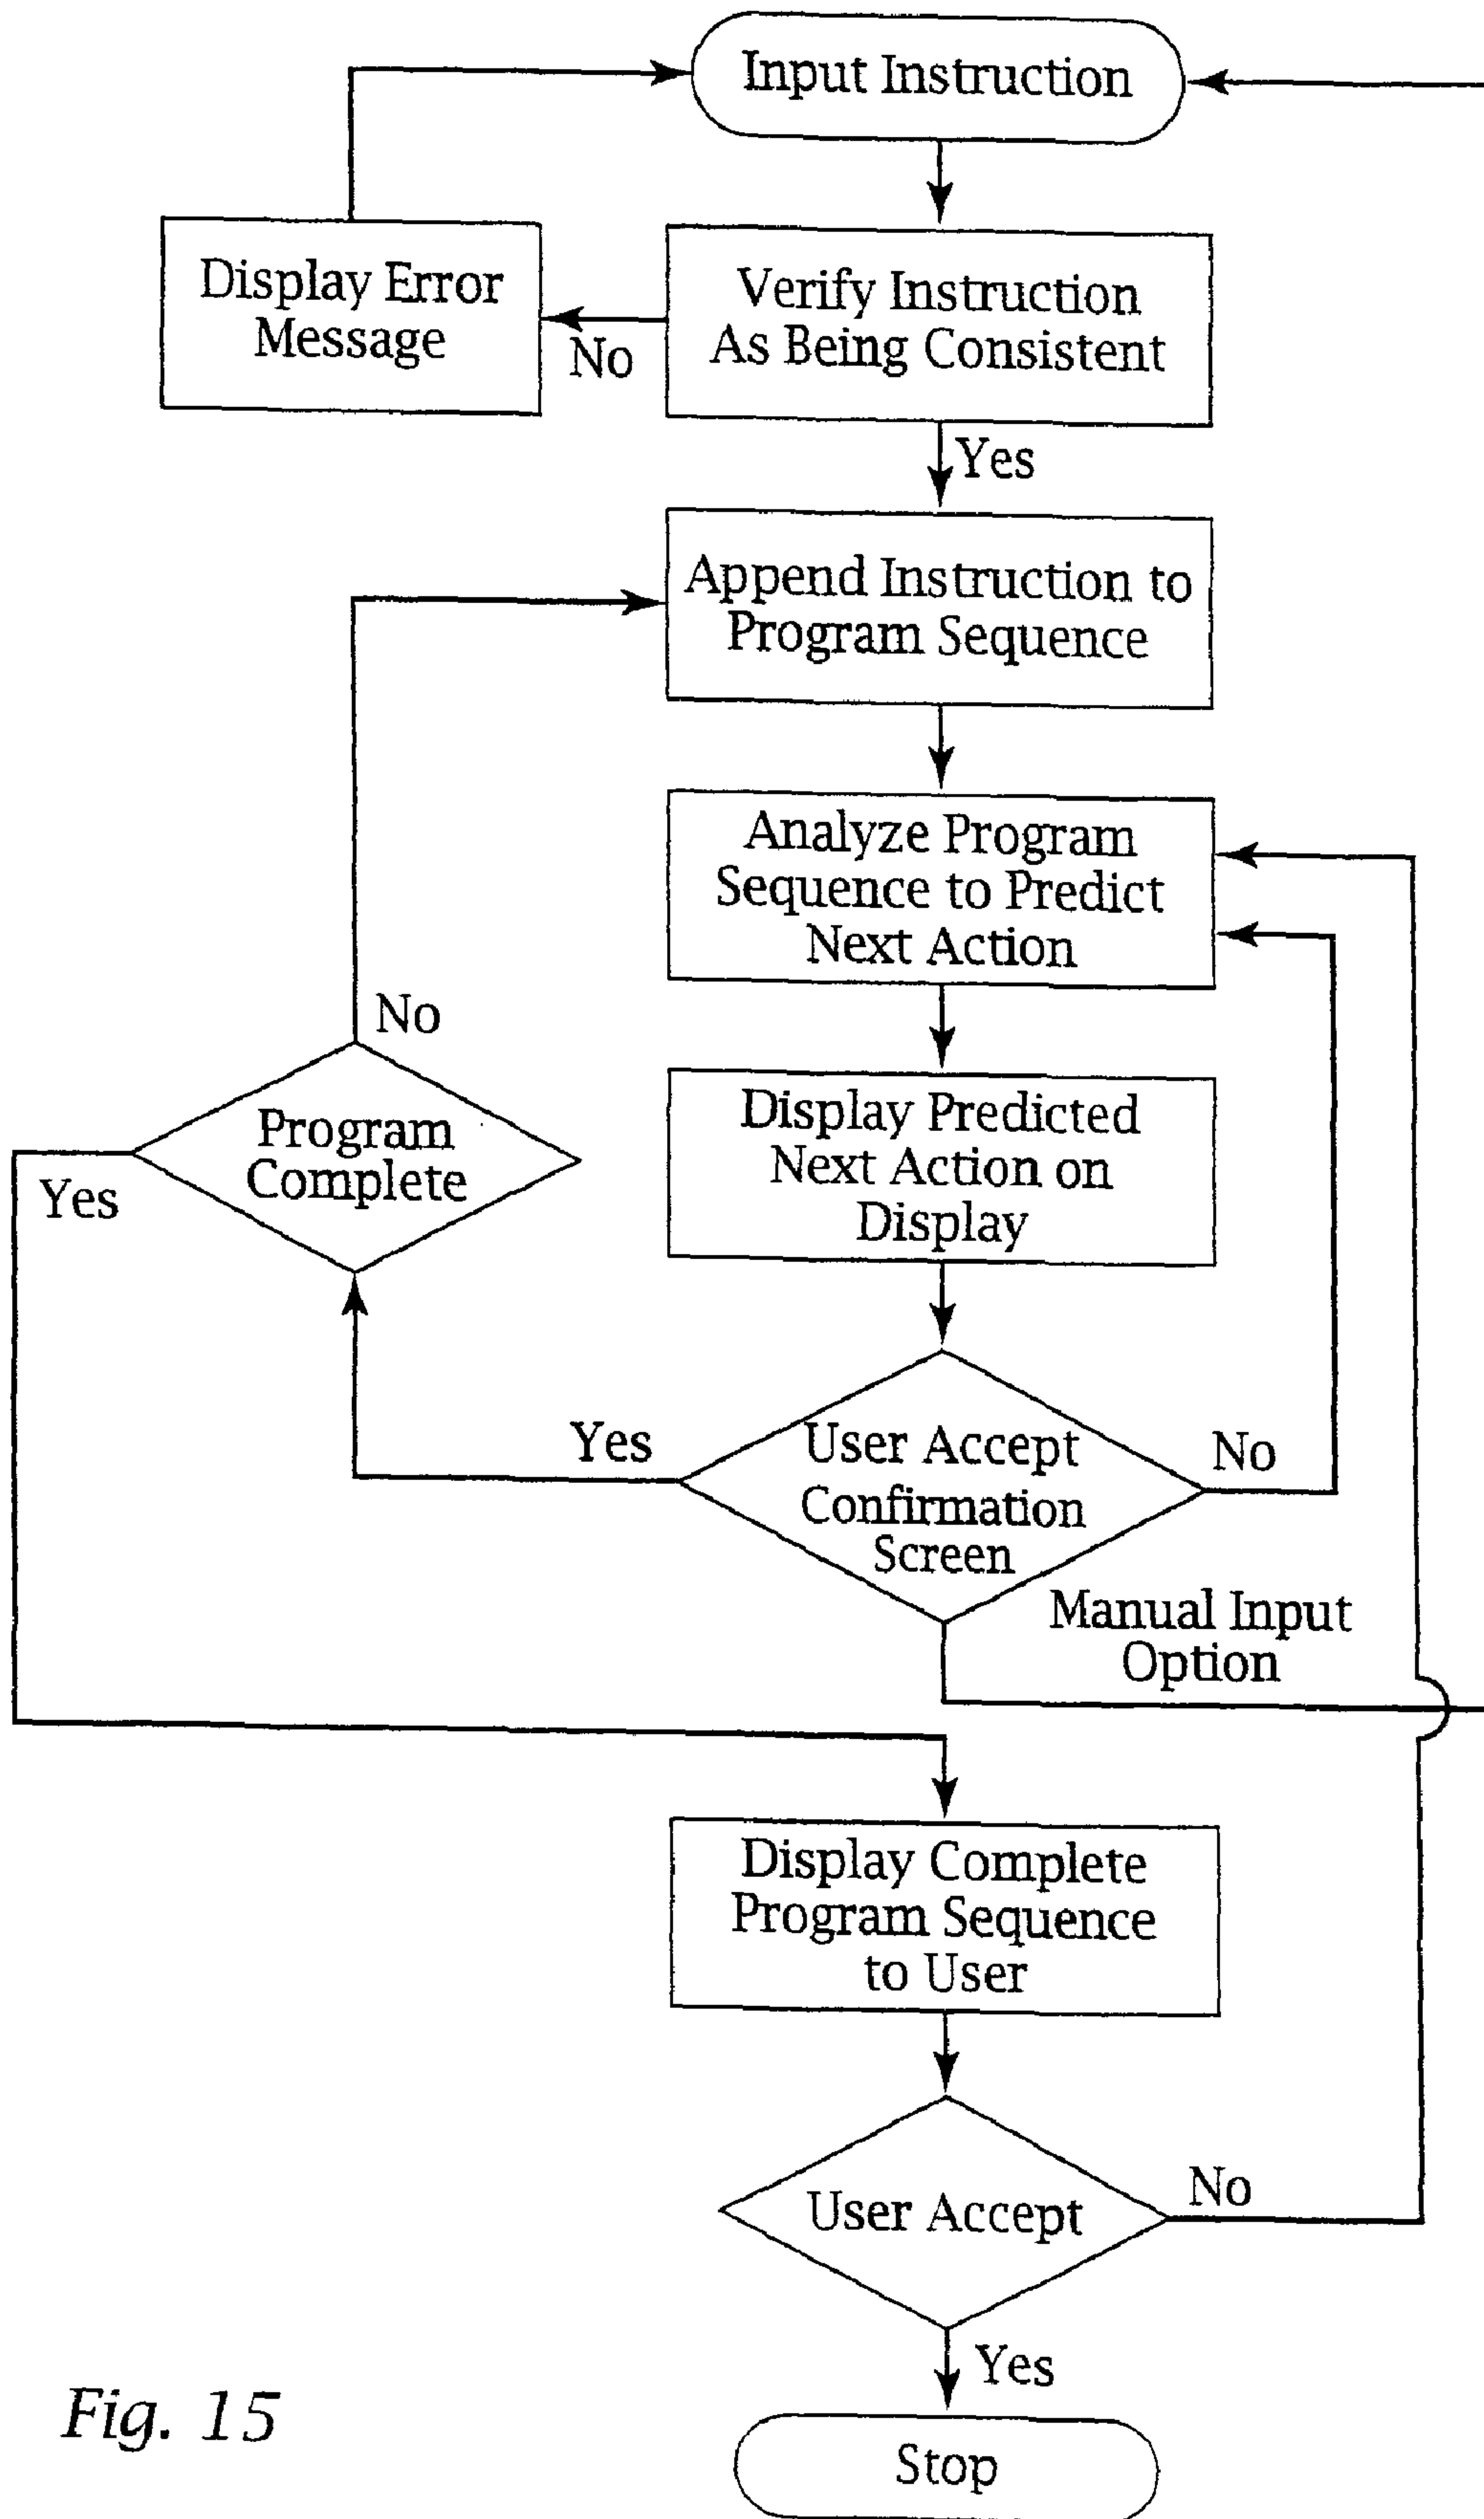 Input Instruction
Display Error
Message
No
Verify Instruction
As Being Consistent
Yes
Append Instruction to
Program Sequence
Analyze Program
Sequence to Predict
Next Action
No
Program
Complete
Yes
Display Predicted
Next Action on
Display
Yes
User Accept
Confirmation
Screen
No
Manual Input
Option
Display Complete
Program Sequence
to User
User Accept
No
Yes
Stop
Fig. 15